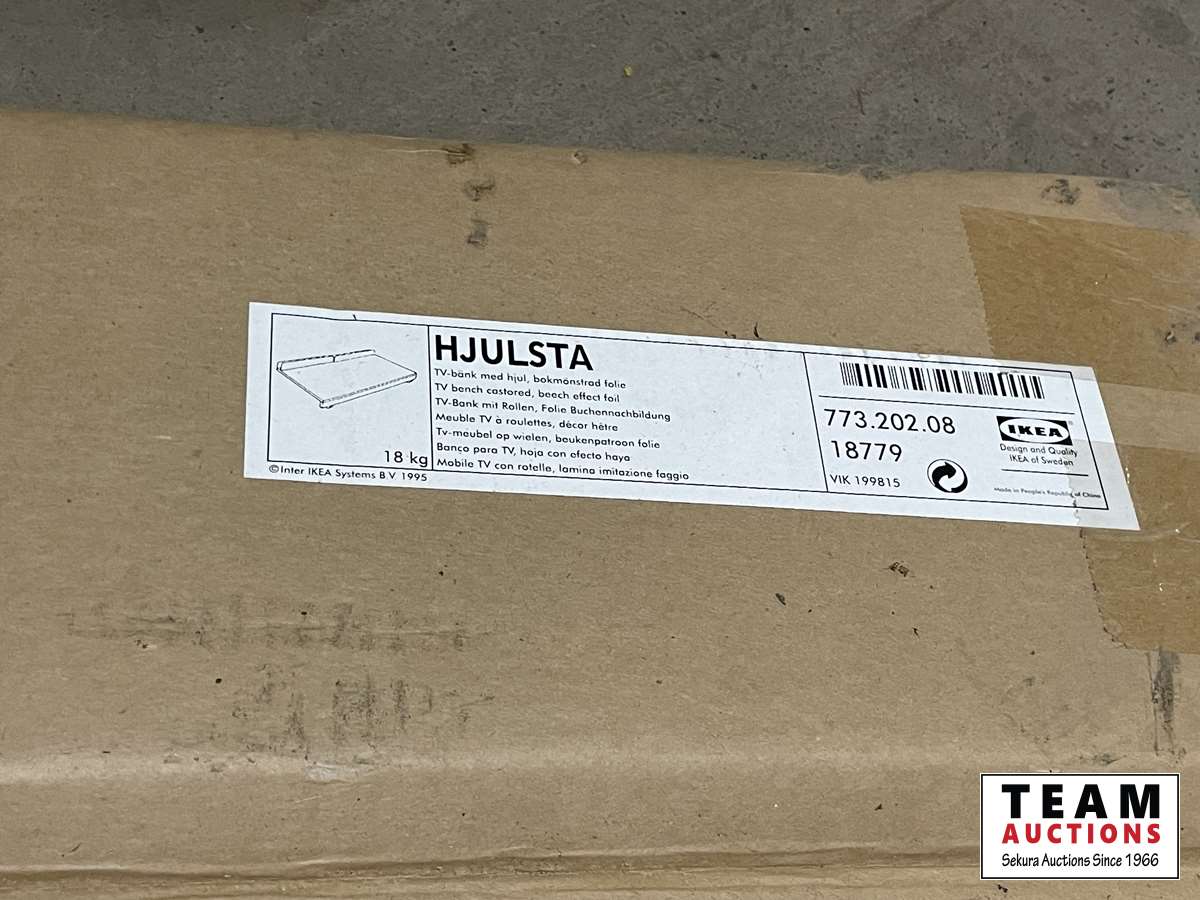 HJULSTA
TV-bänk med hjul, bokmönstrad folie
TV bench castored, beech effect foil
TV-Bank mit Rollen, Folie Buchennachbildung
Meuble TV à roulettes, décor hêtre
Tv-meubel op wielen, beukenpatroon folie
Banco para TV, hoja con efecto haya
Mobile TV con rotelle, lamina imitazione faggio
18 kg
©Inter IKEA Systems B.V. 1995
773.202.08
18779
VIK 199815
IKEA
Design and Quality
IKEA of Sweden
Made in People's Republic of China
TEAM
AUCTIONS
Sekura Auctions Since 1966